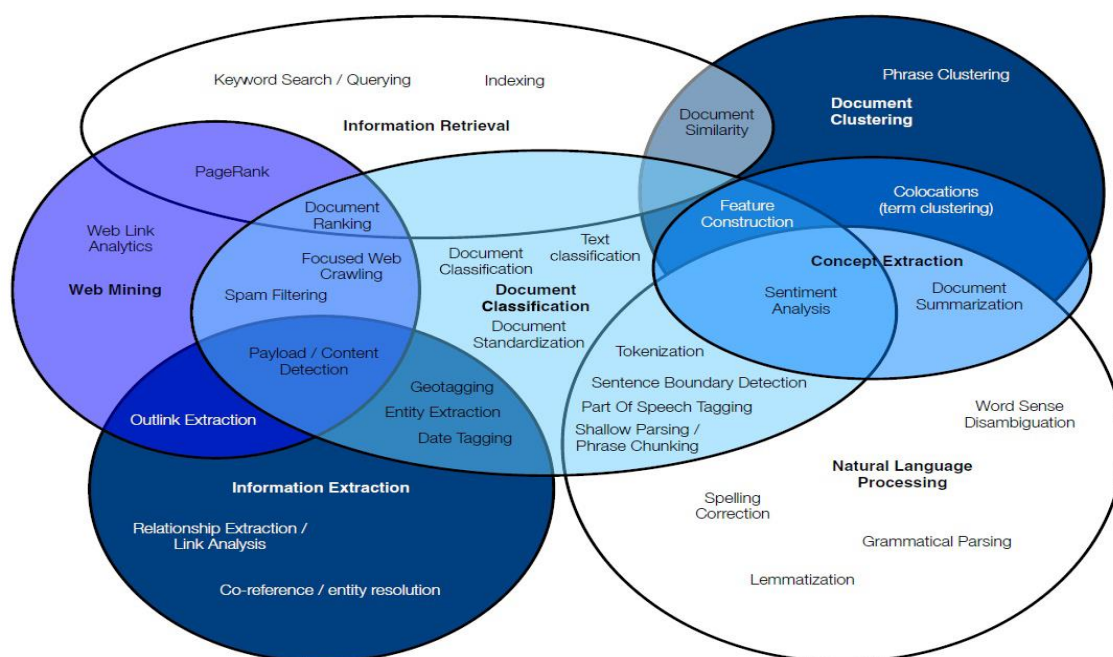 Keyword Search / Querying
Indexing
Phrase Clustering
Document
Clustering
Document
Similarity
Information Retrieval
PageRank
Document
Ranking
Feature
Construction
Colocations
(term clustering)
Web Link
Analytics
Text
classification
Document
Classification
Focused Web
Crawling
Concept Extraction
Web Mining
Spam Filtering
Document
Classification
Sentiment
Analysis
Document
Summarization
Document
Standardization
Payload / Content
Detection
Tokenization
Geotagging
Sentence Boundary Detection
Outlink Extraction
Entity Extraction
Part Of Speech Tagging
Word Sense
Disambiguation
Date Tagging
Shallow Parsing /
Phrase Chunking
Natural Language
Processing
Information Extraction
Spelling
Correction
Relationship Extraction /
Link Analysis
Grammatical Parsing
Lemmatization
Co-reference / entity resolution